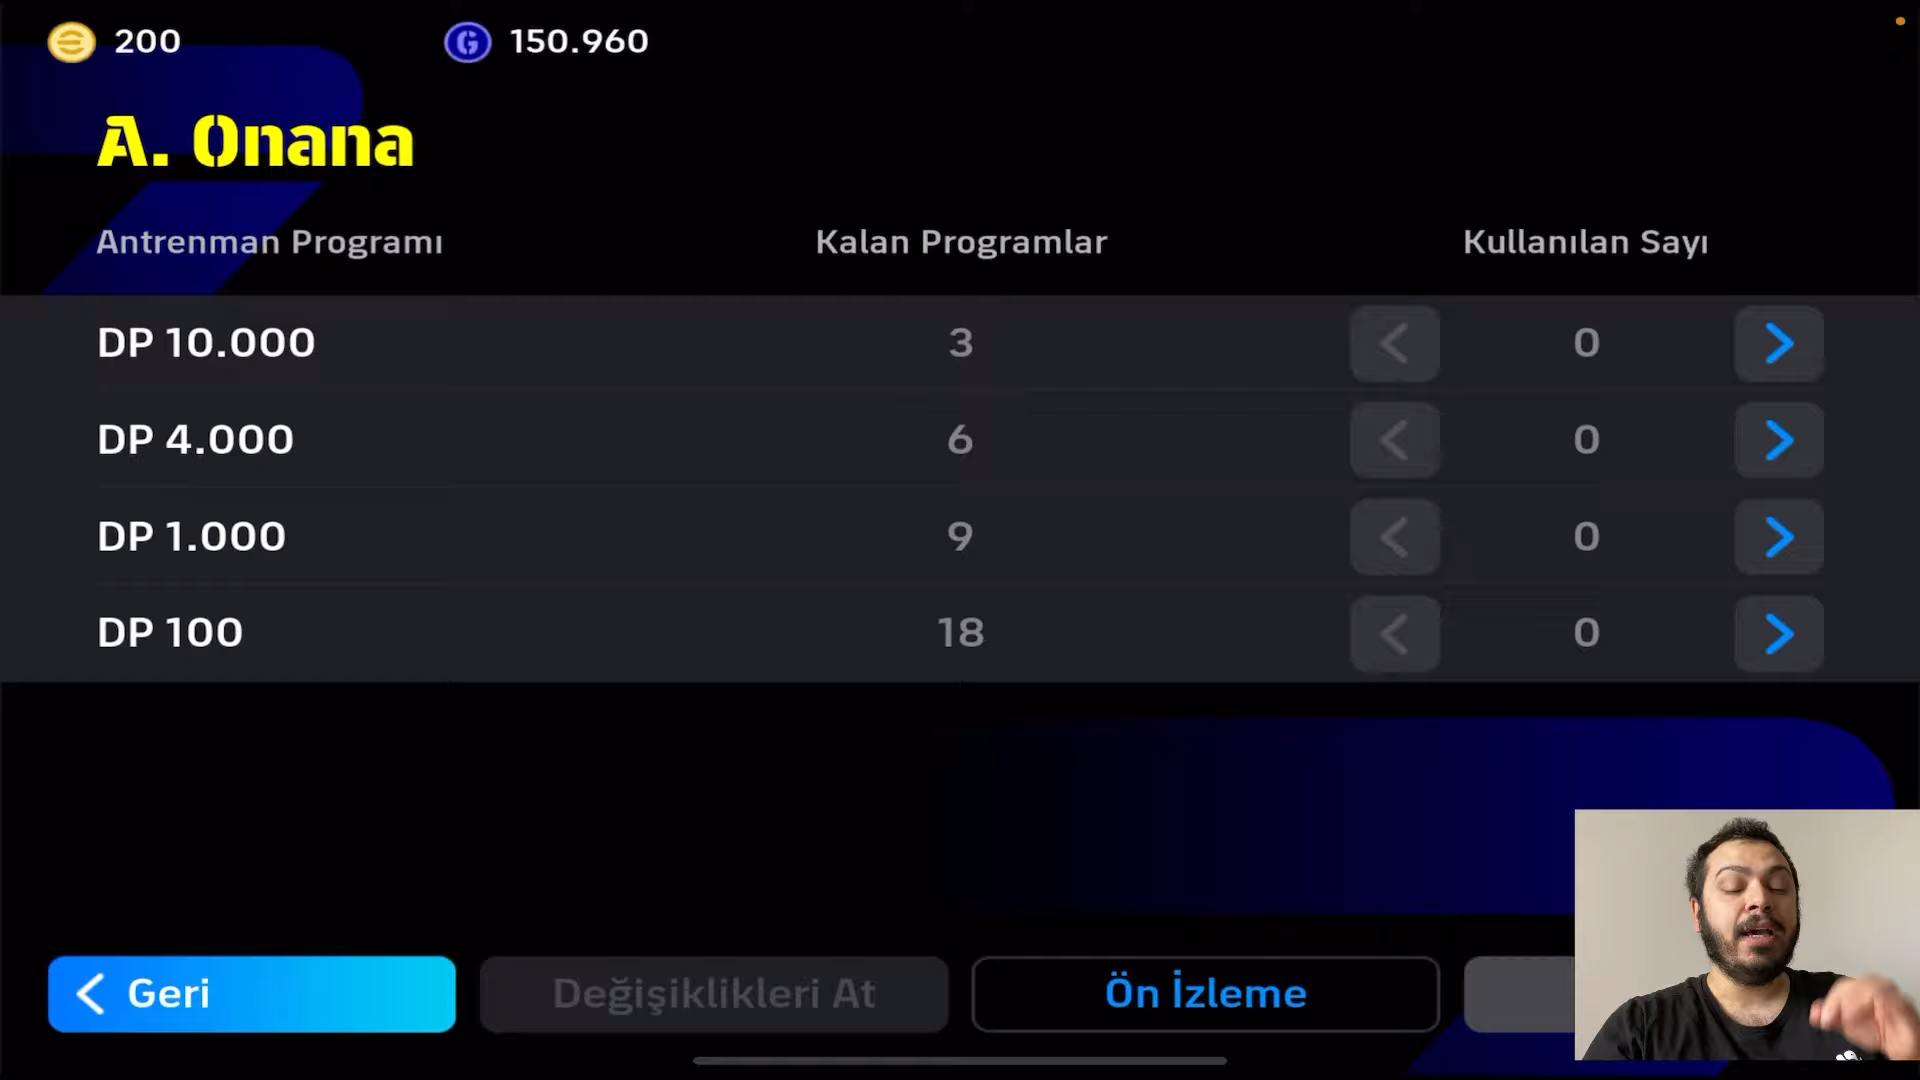 200 150.960
A. Onana
Antrenman Programı Kalan Programlar Kullanılan Sayı
DP 10.000 3 0
DP 4.000 6 0
DP 1.000 9 0
DP 100 18 0
Geri Değişiklikleri At Ön İzleme